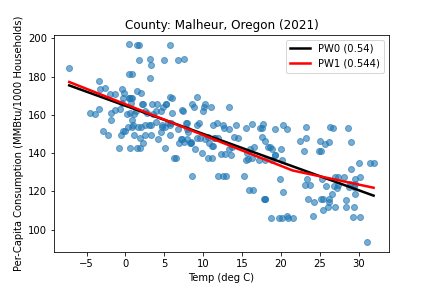 County: Malheur, Oregon (2021)
PW0 (0.54)
PW1 (0.544)
Per-Capita Consumption (MMBtu/1000 Households)
200
180
160
140
120
100
−5
0
5
10
15
20
25
30
Temp (deg C)